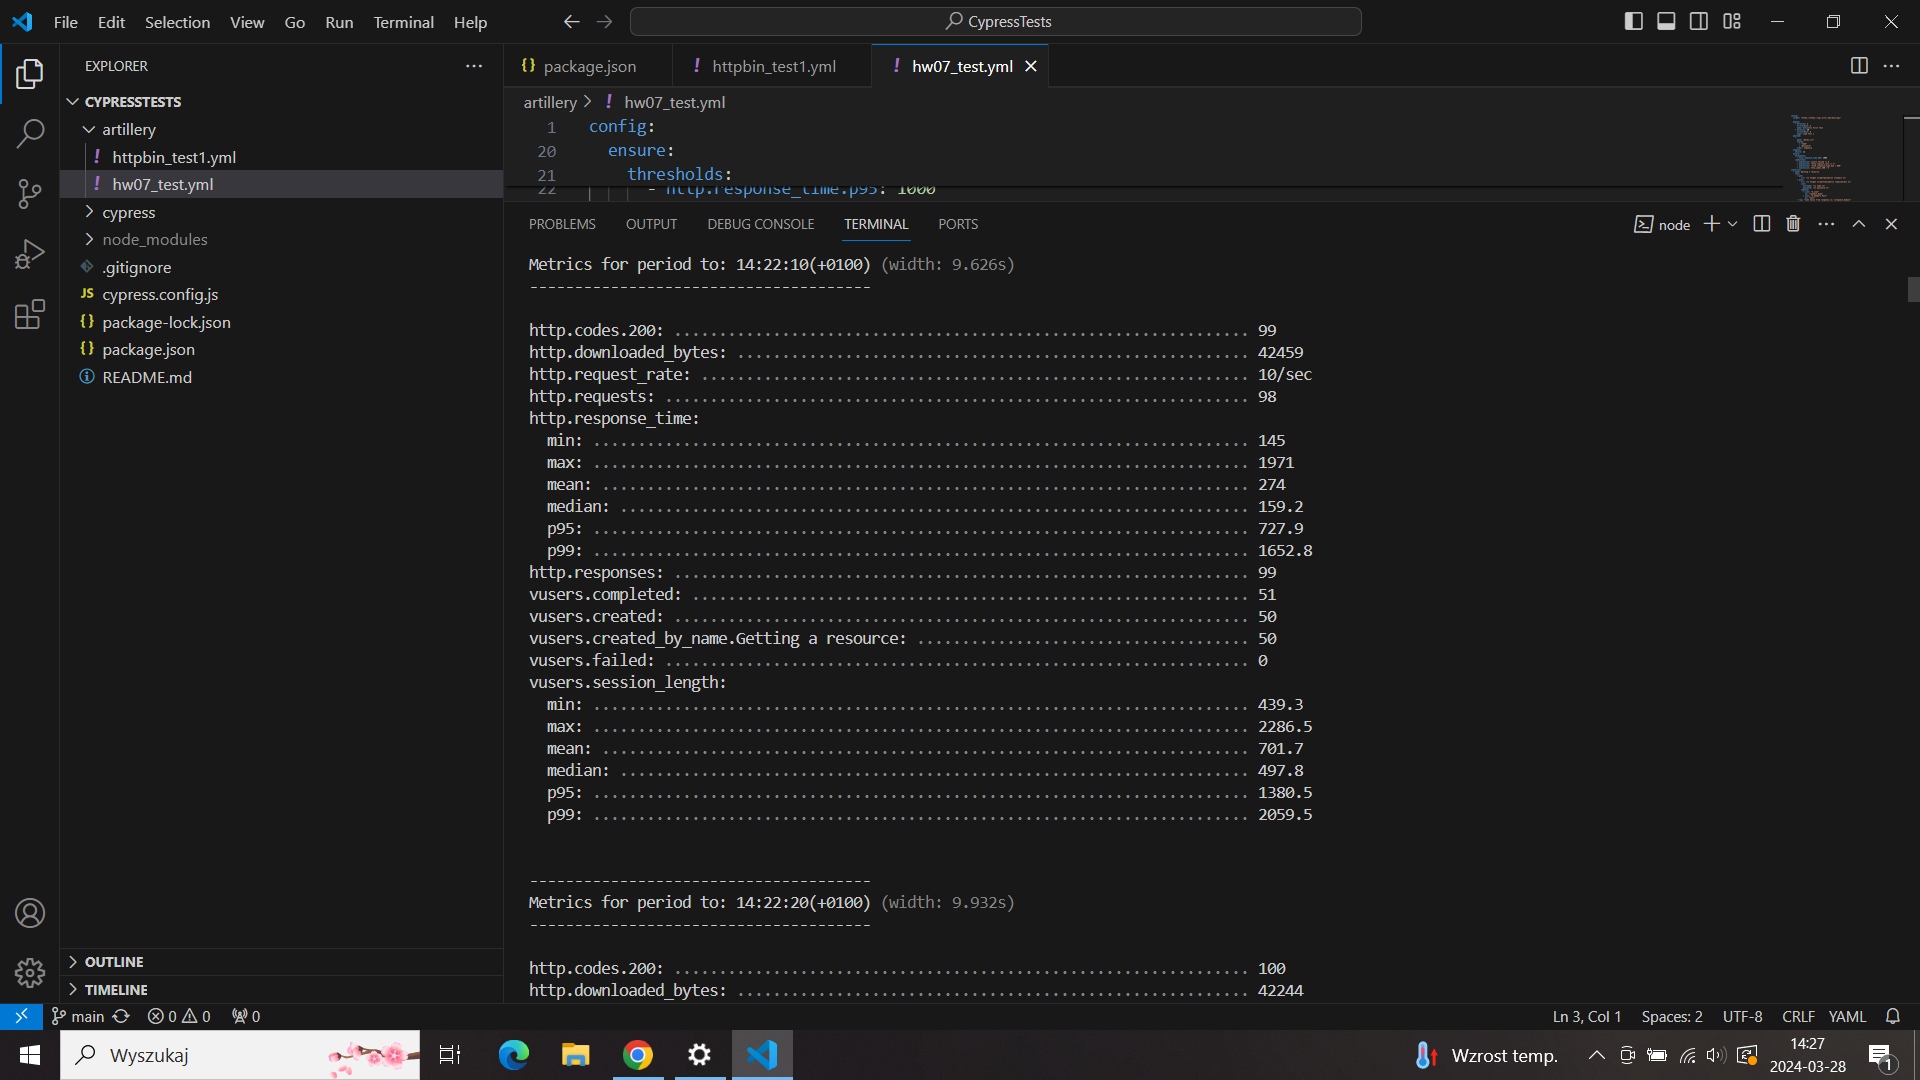 File Edit Selection View Go Run Terminal Help
CypressTests
EXPLORER
CYPRESSTESTS
artillery
httpbin_test1.yml
hw07_test.yml
cypress
node_modules
.gitignore
JS cypress.config.js
{} package-lock.json
{} package.json
README.md
OUTLINE
TIMELINE
{} package.json ! httpbin_test1.yml ! hw07_test.yml
artillery > ! hw07_test.yml
1 config:
20 ensure:
21 thresholds:
22 - http.response_time.p95: 1000
PROBLEMS OUTPUT DEBUG CONSOLE TERMINAL PORTS
node
Metrics for period to: 14:22:10(+0100) (width: 9.626s)
--------------------------------------
http.codes.200: ................................................................ 99
http.downloaded_bytes: ......................................................... 42459
http.request_rate: ............................................................. 10/sec
http.requests: ................................................................. 98
http.response_time:
min: ......................................................................... 145
max: ......................................................................... 1971
mean: ........................................................................ 274
median: ...................................................................... 159.2
p95: ......................................................................... 727.9
p99: ......................................................................... 1652.8
http.responses: ................................................................ 99
vusers.completed: .............................................................. 51
vusers.created: ................................................................ 50
vusers.created_by_name.Getting a resource: ..................................... 50
vusers.failed: ................................................................. 0
vusers.session_length:
min: ......................................................................... 439.3
max: ......................................................................... 2286.5
mean: ........................................................................ 701.7
median: ...................................................................... 497.8
p95: ......................................................................... 1380.5
p99: ......................................................................... 2059.5
--------------------------------------
Metrics for period to: 14:22:20(+0100) (width: 9.932s)
--------------------------------------
http.codes.200: ................................................................ 100
http.downloaded_bytes: ......................................................... 42244
main 0 0 0
Ln 3, Col 1 Spaces: 2 UTF-8 CRLF YAML
Wyszukaj
Wzrost temp.
14:27
2024-03-28
1